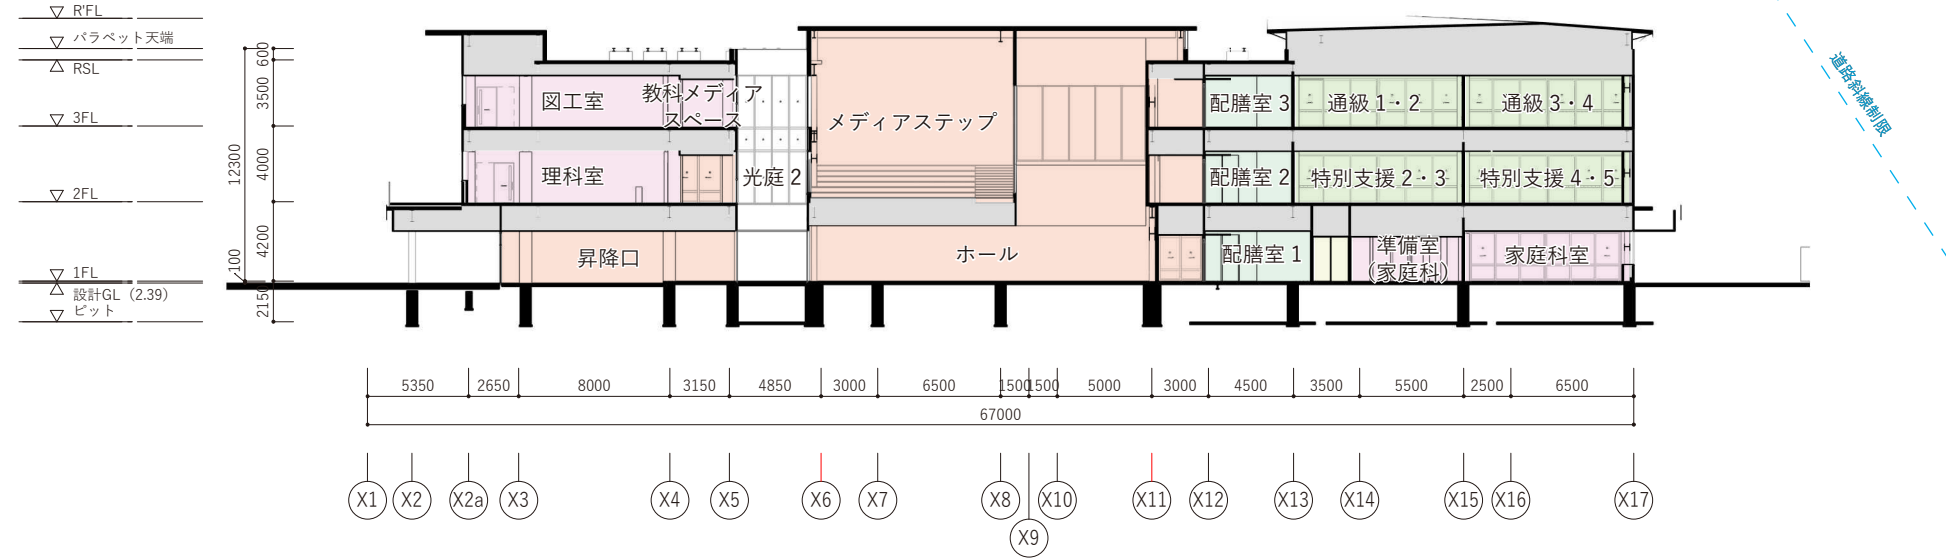 R'FL
パラペット天端
RSL
3FL
2FL
1FL
設計GL（2.39）
ピット
12300
100
600
3500
4000
4200
2150
図工室
教科メディア
スペース
メディアステップ
配膳室 3
通級 1・2
通級 3・4
理科室
光庭 2
配膳室 2
特別支援 2・3
特別支援 4・5
昇降口
ホール
配膳室 1
準備室
（家庭科）
家庭科室
道路斜線制限
5350 2650 8000 3150 4850 3000 6500 1500 1500 5000 3000 4500 3500 5500 2500 6500
67000
X1 X2 X2a X3 X4 X5 X6 X7 X8 X10 X11 X12 X13 X14 X15 X16 X17
X9